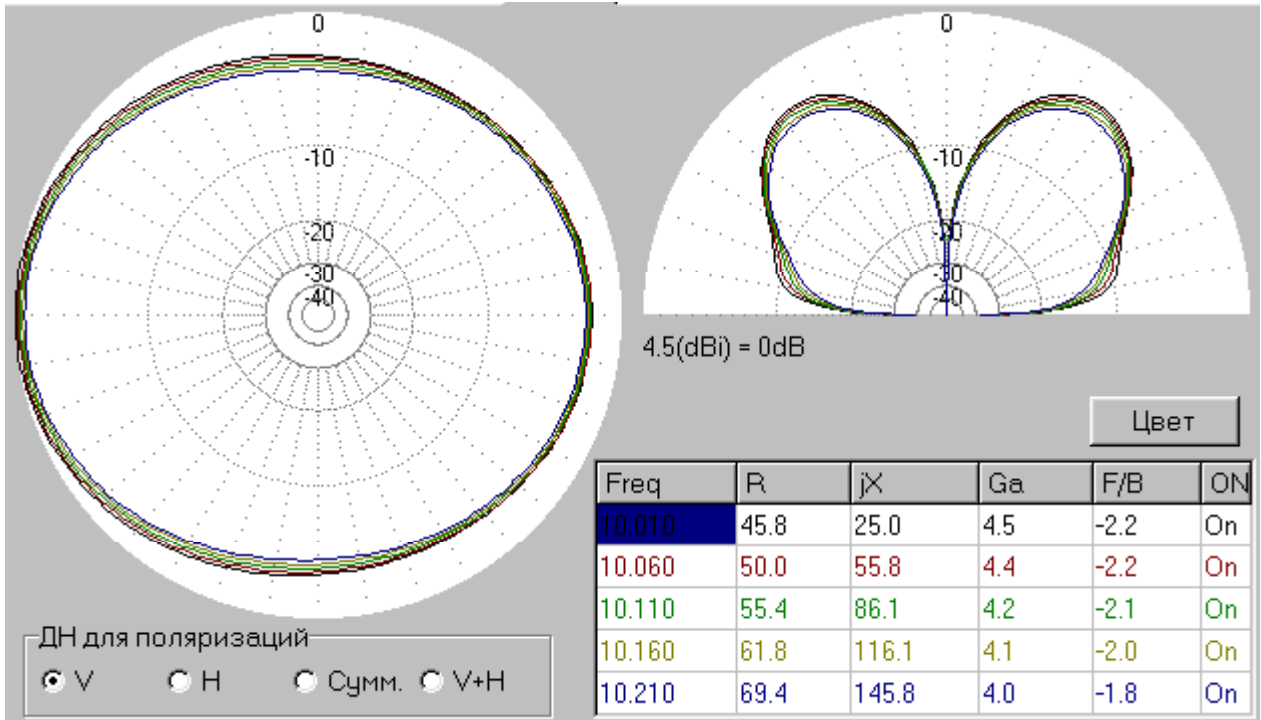 0
-10
-20
-30
-40
0
-10
-20
-30
-40
4.5(dBi) = 0dB
Цвет
Freq R jX Ga F/B ON
10.010 45.8 25.0 4.5 -2.2 On
10.060 50.0 55.8 4.4 -2.2 On
10.110 55.4 86.1 4.2 -2.1 On
10.160 61.8 116.1 4.1 -2.0 On
10.210 69.4 145.8 4.0 -1.8 On
ДН для поляризаций
V H Сумм. V+H